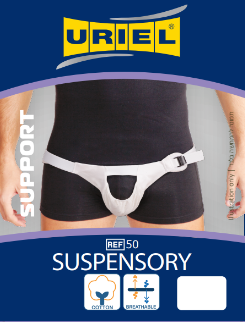 URIEL®
SUPPORT
REF 50
SUSPENSORY
COTTON
BREATHABLE